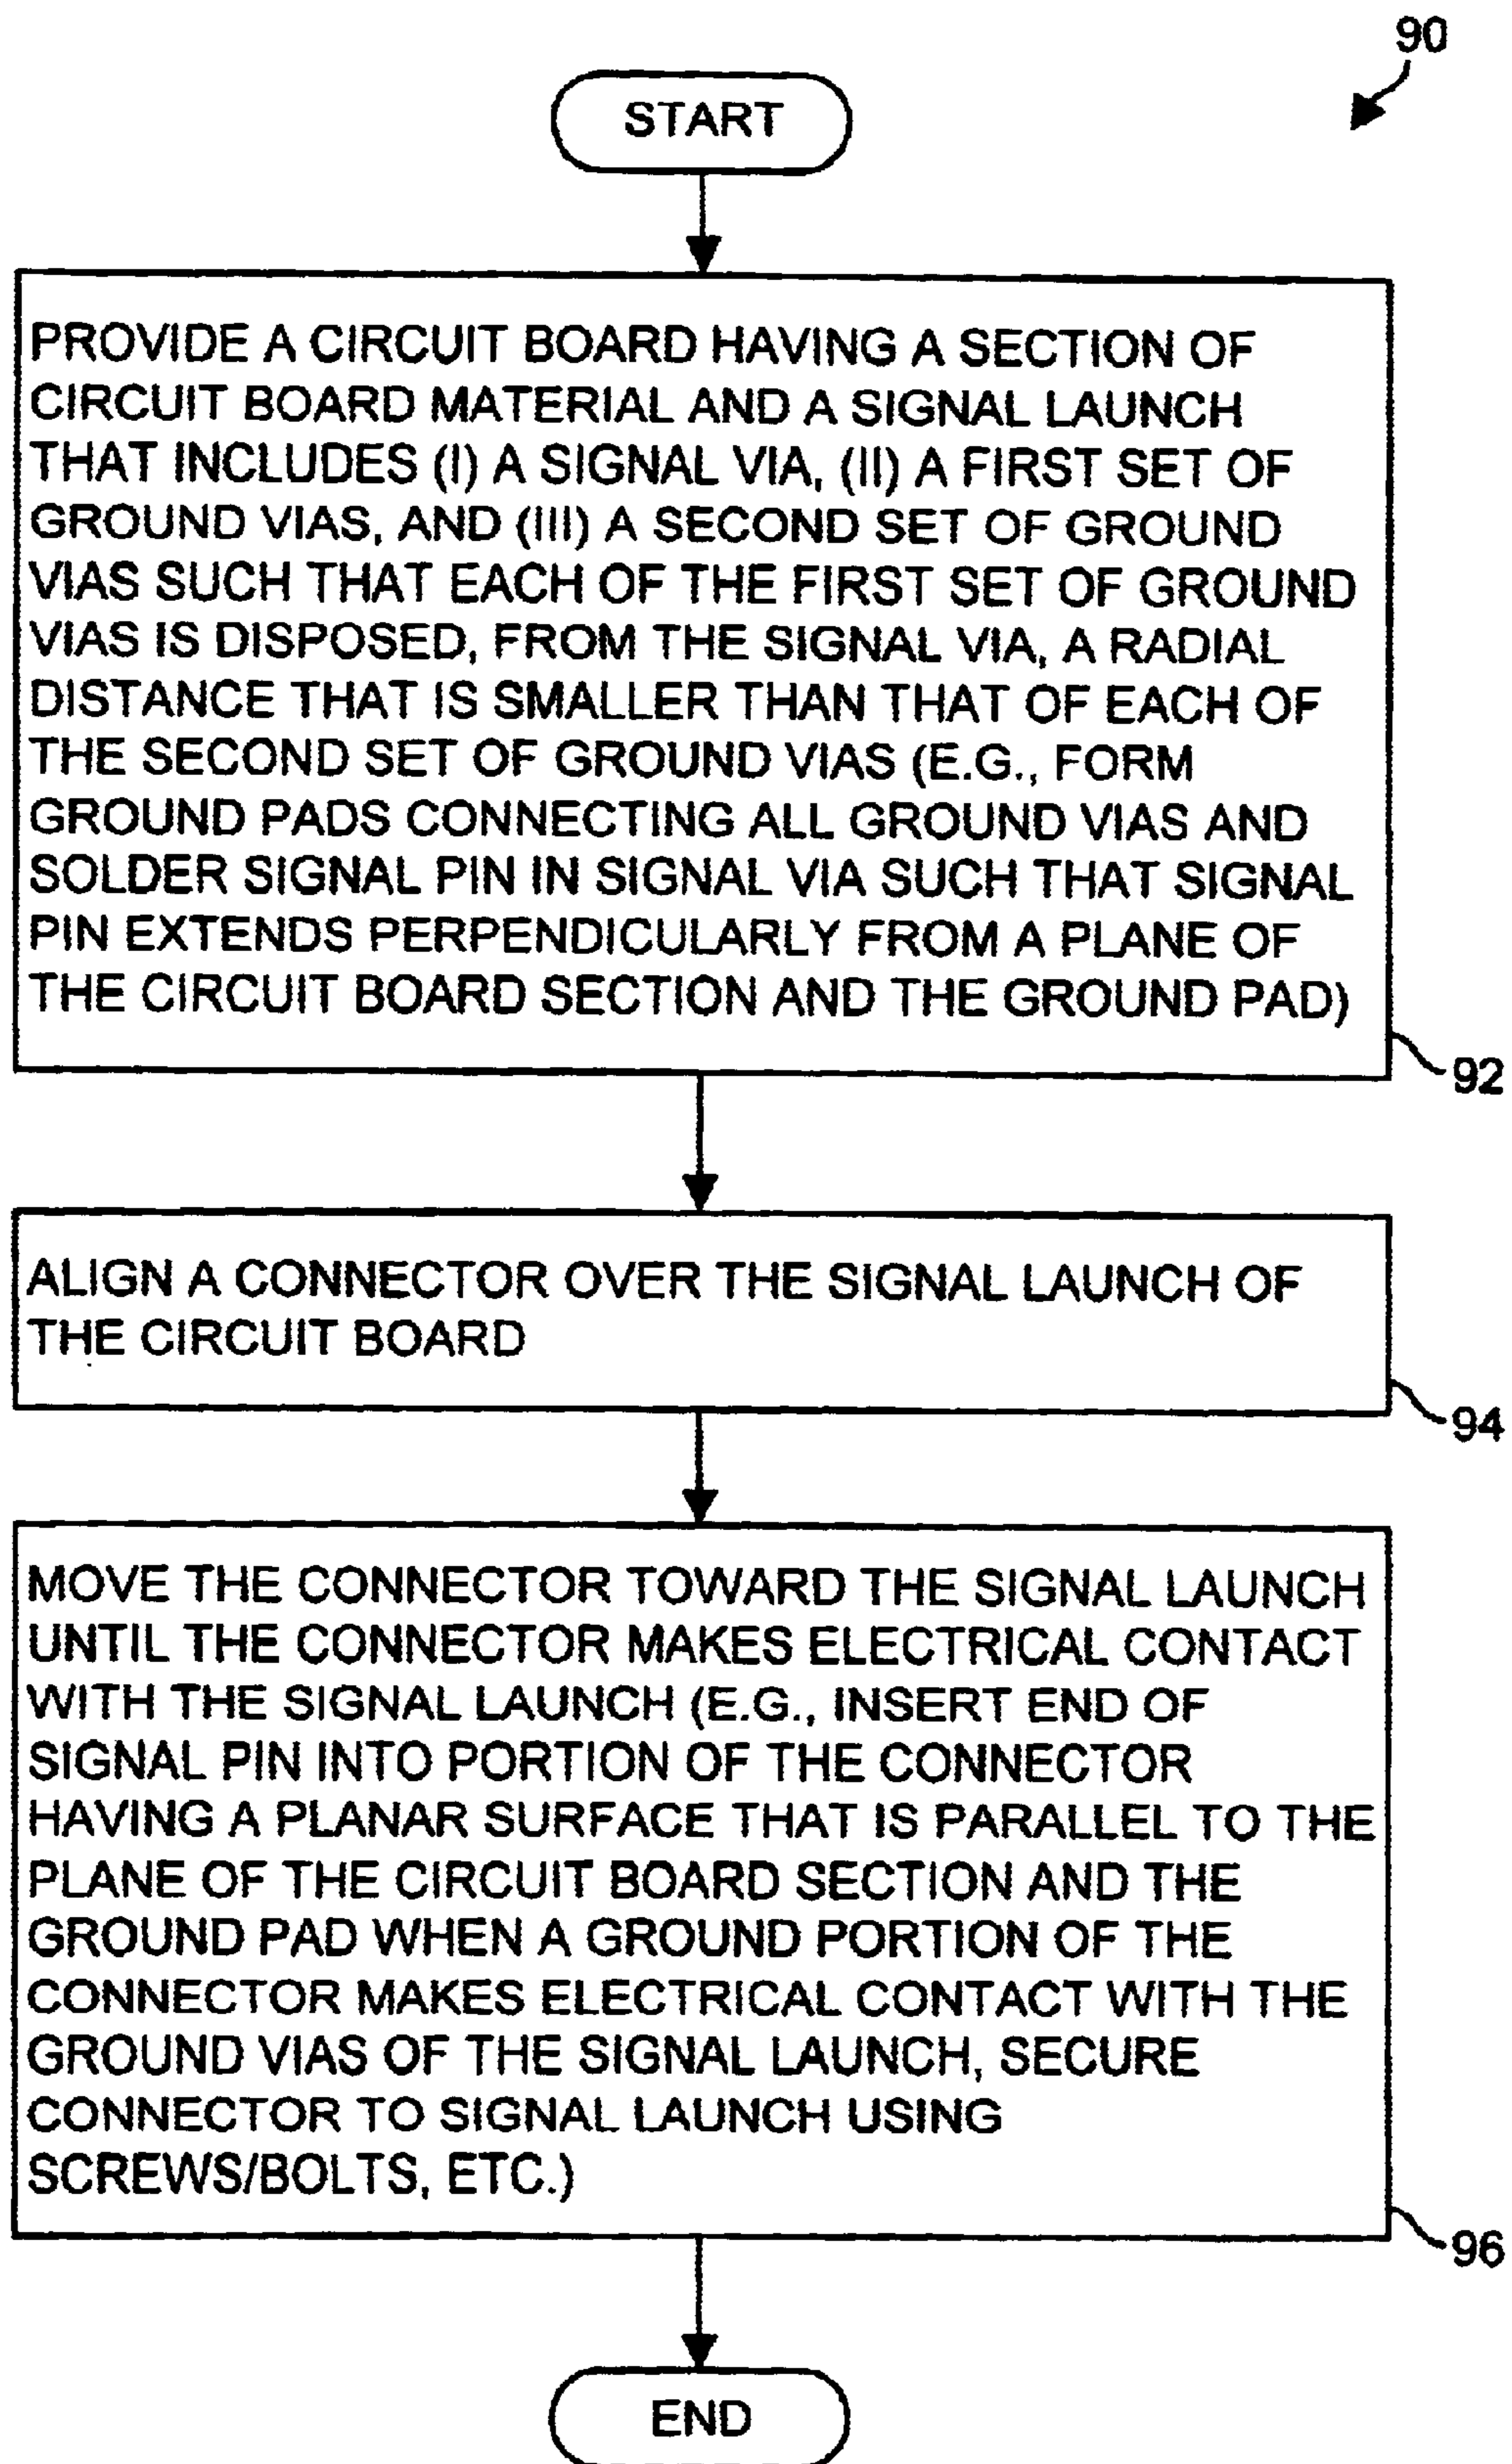 90
START
PROVIDE A CIRCUIT BOARD HAVING A SECTION OF
CIRCUIT BOARD MATERIAL AND A SIGNAL LAUNCH
THAT INCLUDES (I) A SIGNAL VIA, (II) A FIRST SET OF
GROUND VIAS, AND (III) A SECOND SET OF GROUND
VIAS SUCH THAT EACH OF THE FIRST SET OF GROUND
VIAS IS DISPOSED, FROM THE SIGNAL VIA, A RADIAL
DISTANCE THAT IS SMALLER THAN THAT OF EACH OF
THE SECOND SET OF GROUND VIAS (E.G., FORM
GROUND PADS CONNECTING ALL GROUND VIAS AND
SOLDER SIGNAL PIN IN SIGNAL VIA SUCH THAT SIGNAL
PIN EXTENDS PERPENDICULARLY FROM A PLANE OF
THE CIRCUIT BOARD SECTION AND THE GROUND PAD)
92
ALIGN A CONNECTOR OVER THE SIGNAL LAUNCH OF
THE CIRCUIT BOARD
94
MOVE THE CONNECTOR TOWARD THE SIGNAL LAUNCH
UNTIL THE CONNECTOR MAKES ELECTRICAL CONTACT
WITH THE SIGNAL LAUNCH (E.G., INSERT END OF
SIGNAL PIN INTO PORTION OF THE CONNECTOR
HAVING A PLANAR SURFACE THAT IS PARALLEL TO THE
PLANE OF THE CIRCUIT BOARD SECTION AND THE
GROUND PAD WHEN A GROUND PORTION OF THE
CONNECTOR MAKES ELECTRICAL CONTACT WITH THE
GROUND VIAS OF THE SIGNAL LAUNCH, SECURE
CONNECTOR TO SIGNAL LAUNCH USING
SCREWS/BOLTS, ETC.)
96
END